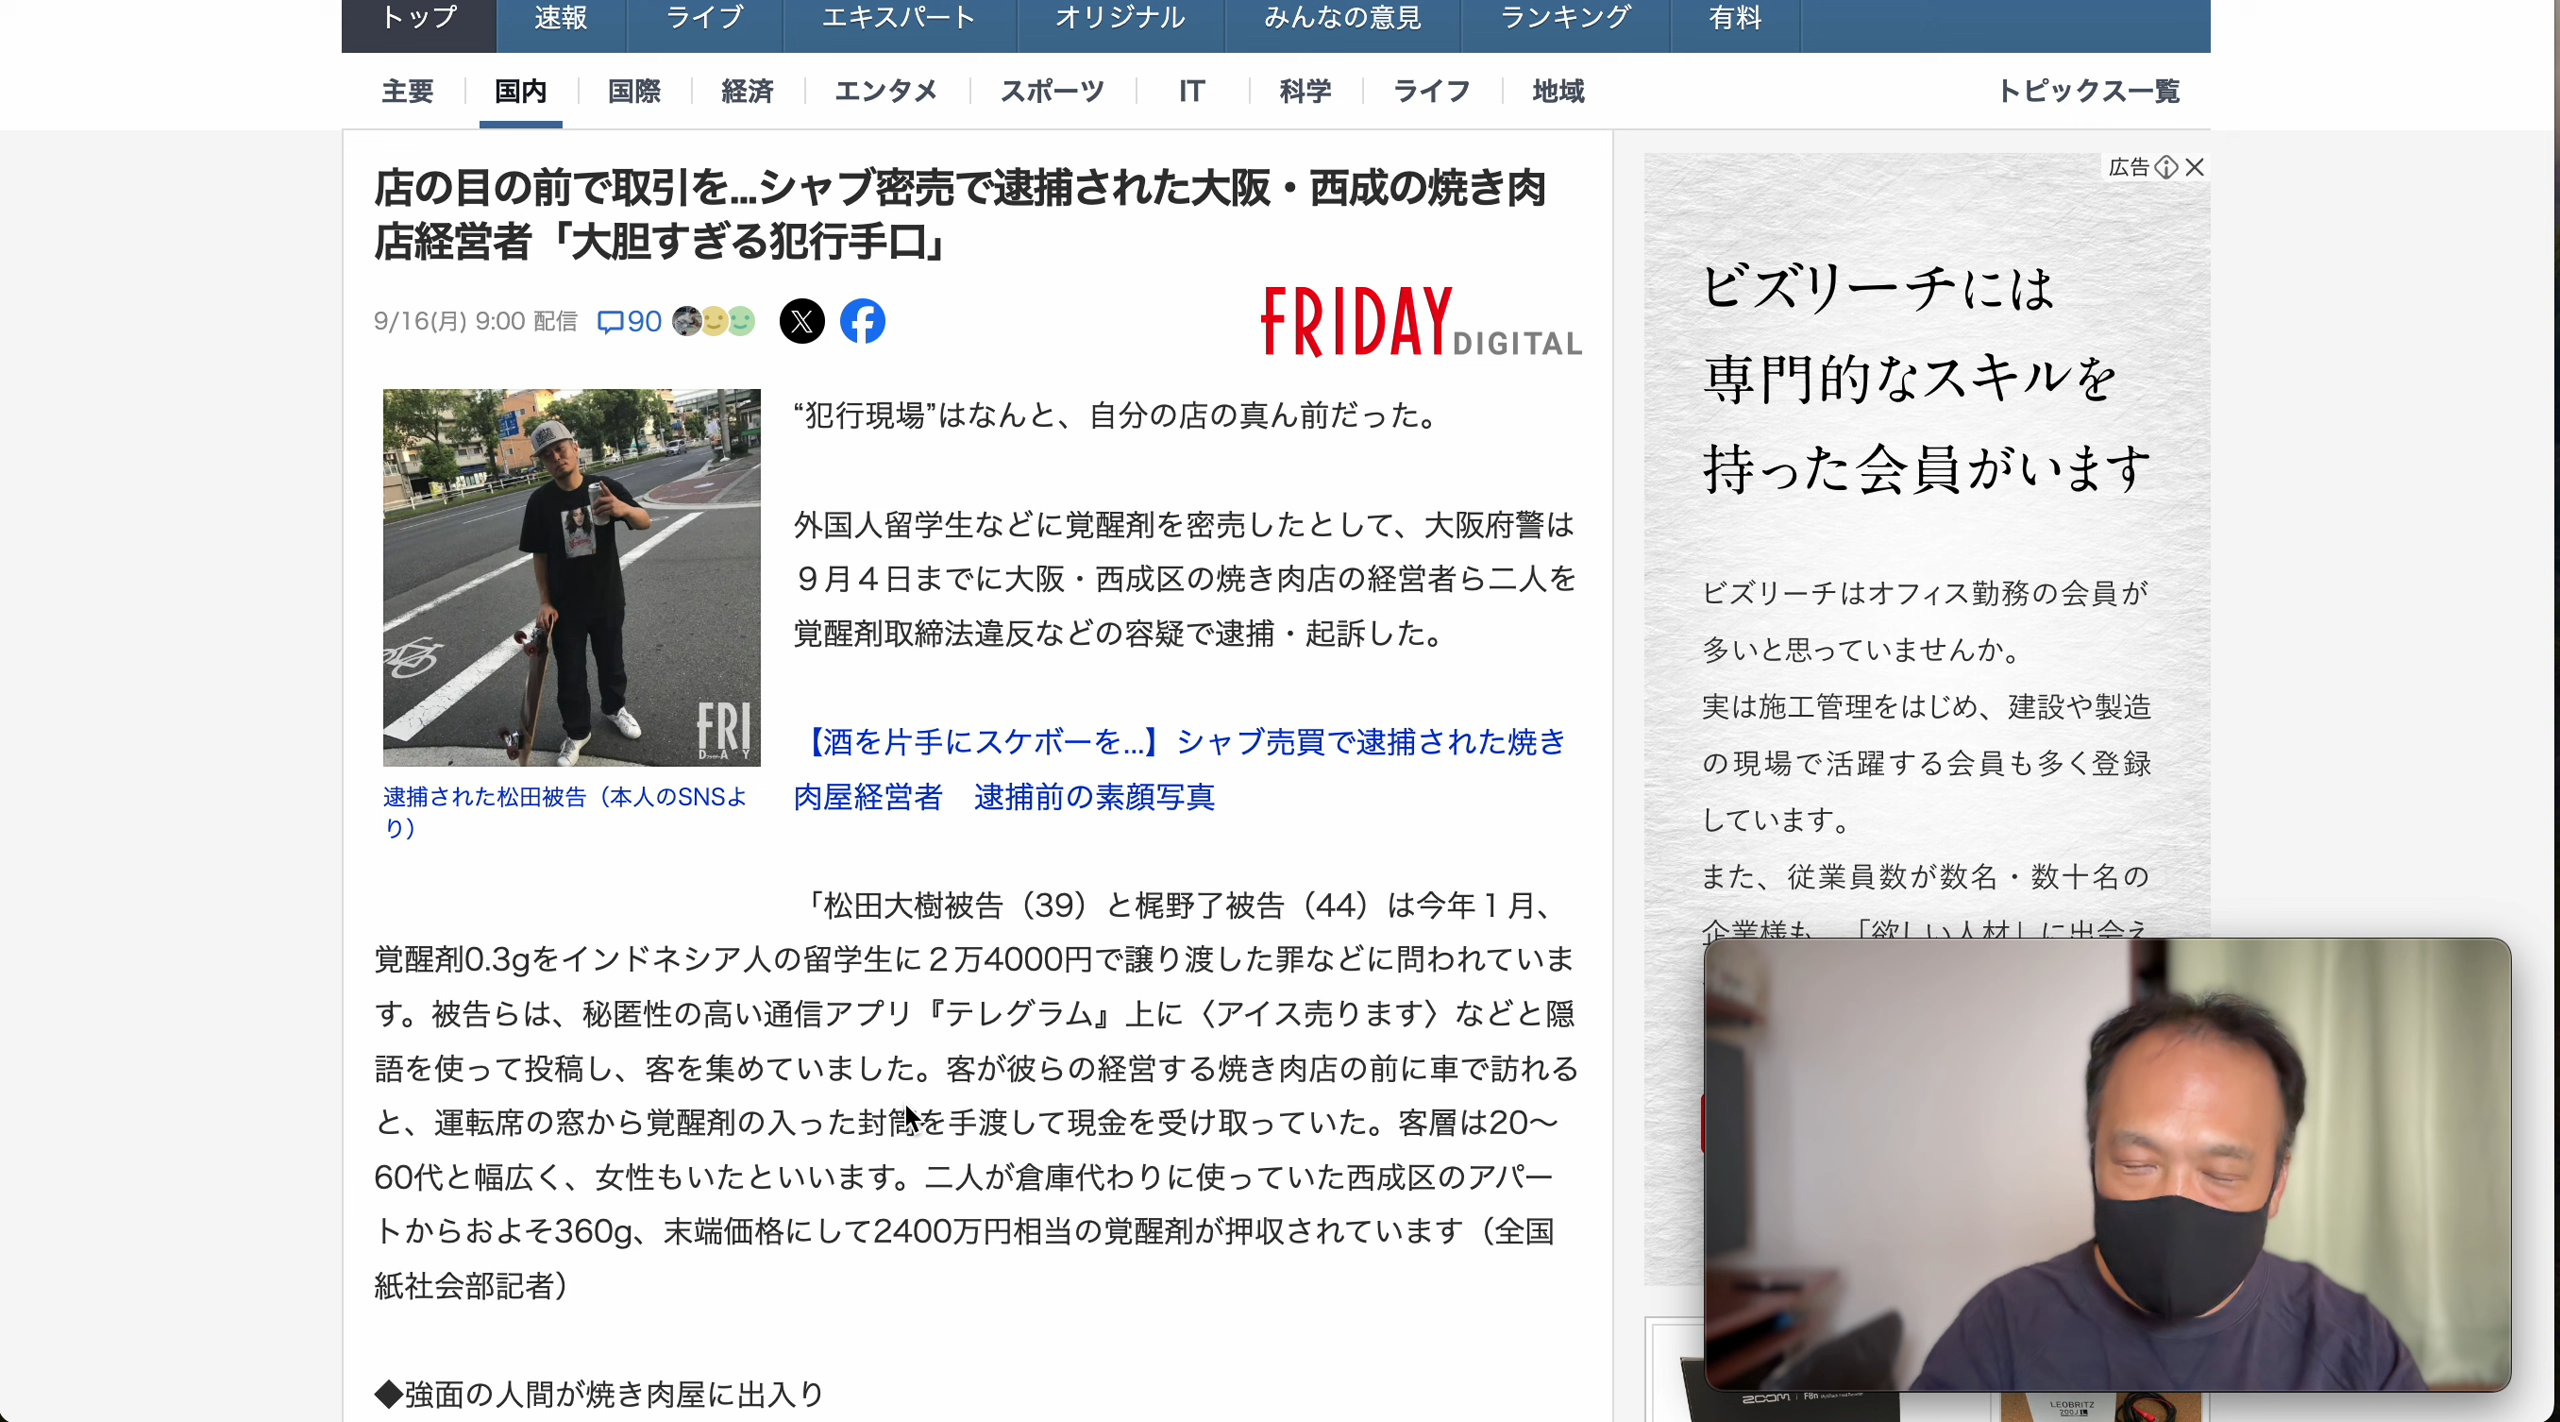 トップ 速報 ライブ エキスパート オリジナル みんなの意見 ランキング 有料
主要 国内 国際 経済 エンタメ スポーツ IT 科学 ライフ 地域 トピックス一覧
店の目の前で取引を...シャブ密売で逮捕された大阪・西成の焼き肉
店経営者「大胆すぎる犯行手口」
9/16(月) 9:00 配信 90
FRIDAY DIGITAL
FRI
DAY
逮捕された松田被告（本人のSNSよ
り）
“犯行現場”はなんと、自分の店の真ん前だった。
外国人留学生などに覚醒剤を密売したとして、大阪府警は
９月４日までに大阪・西成区の焼き肉店の経営者ら二人を
覚醒剤取締法違反などの容疑で逮捕・起訴した。
【酒を片手にスケボーを...】シャブ売買で逮捕された焼き
肉屋経営者　逮捕前の素顔写真
「松田大樹被告（39）と梶野了被告（44）は今年１月、
覚醒剤0.3gをインドネシア人の留学生に２万4000円で譲り渡した罪などに問われていま
す。被告らは、秘匿性の高い通信アプリ『テレグラム』上に〈アイス売ります〉などと隠
語を使って投稿し、客を集めていました。客が彼らの経営する焼き肉店の前に車で訪れる
と、運転席の窓から覚醒剤の入った封筒を手渡して現金を受け取っていた。客層は20～
60代と幅広く、女性もいたといいます。二人が倉庫代わりに使っていた西成区のアパー
トからおよそ360g、末端価格にして2400万円相当の覚醒剤が押収されています（全国
紙社会部記者）
◆強面の人間が焼き肉屋に出入り
広告
ビズリーチには
専門的なスキルを
持った会員がいます
ビズリーチはオフィス勤務の会員が
多いと思っていませんか。
実は施工管理をはじめ、建設や製造
の現場で活躍する会員も多く登録
しています。
また、従業員数が数名・数十名の
企業様も、「欲しい人材」に出会え
ZOOM F8n
LEOBRITZ